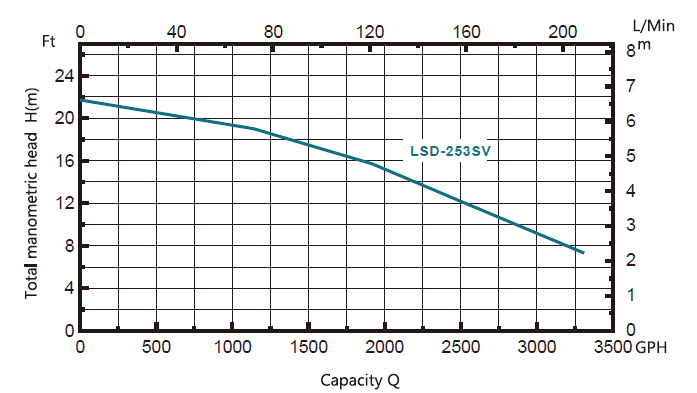 0 40 80 120 160 200 L/Min
Ft
8 m
24
7
20
6
LSD-253SV
16
5
4
12
3
8
2
4
1
0
0
0 500 1000 1500 2000 2500 3000 3500 GPH
Total manometric head H(m)
Capacity Q